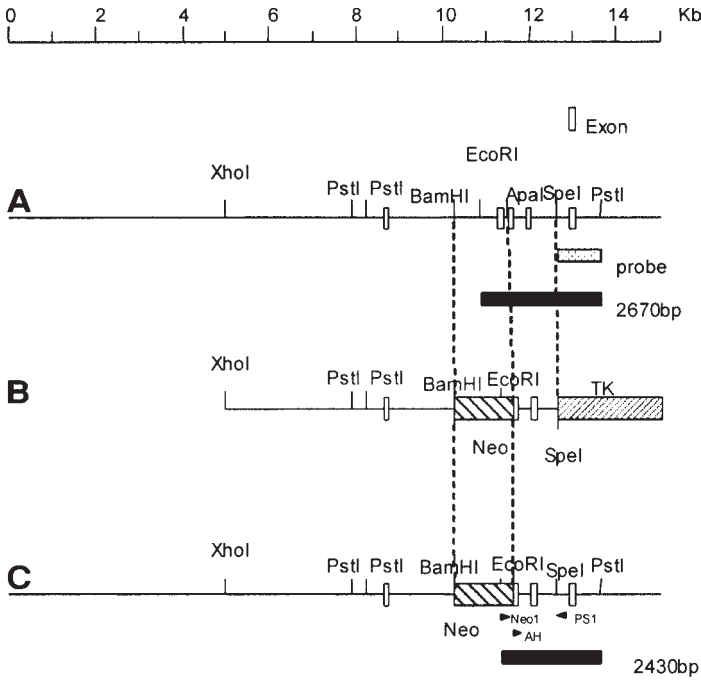 0 2 4 6 8 10 12 14 Kb
Exon
EcoRI
XhoI PstI PstI BamHI ApaI SpeI PstI
A
probe
2670bp
XhoI PstI PstI BamHI EcoRI TK
B
Neo SpeI
XhoI PstI PstI BamHI EcoRI SpeI PstI
C
Neo1 PS1
Neo AH
2430bp